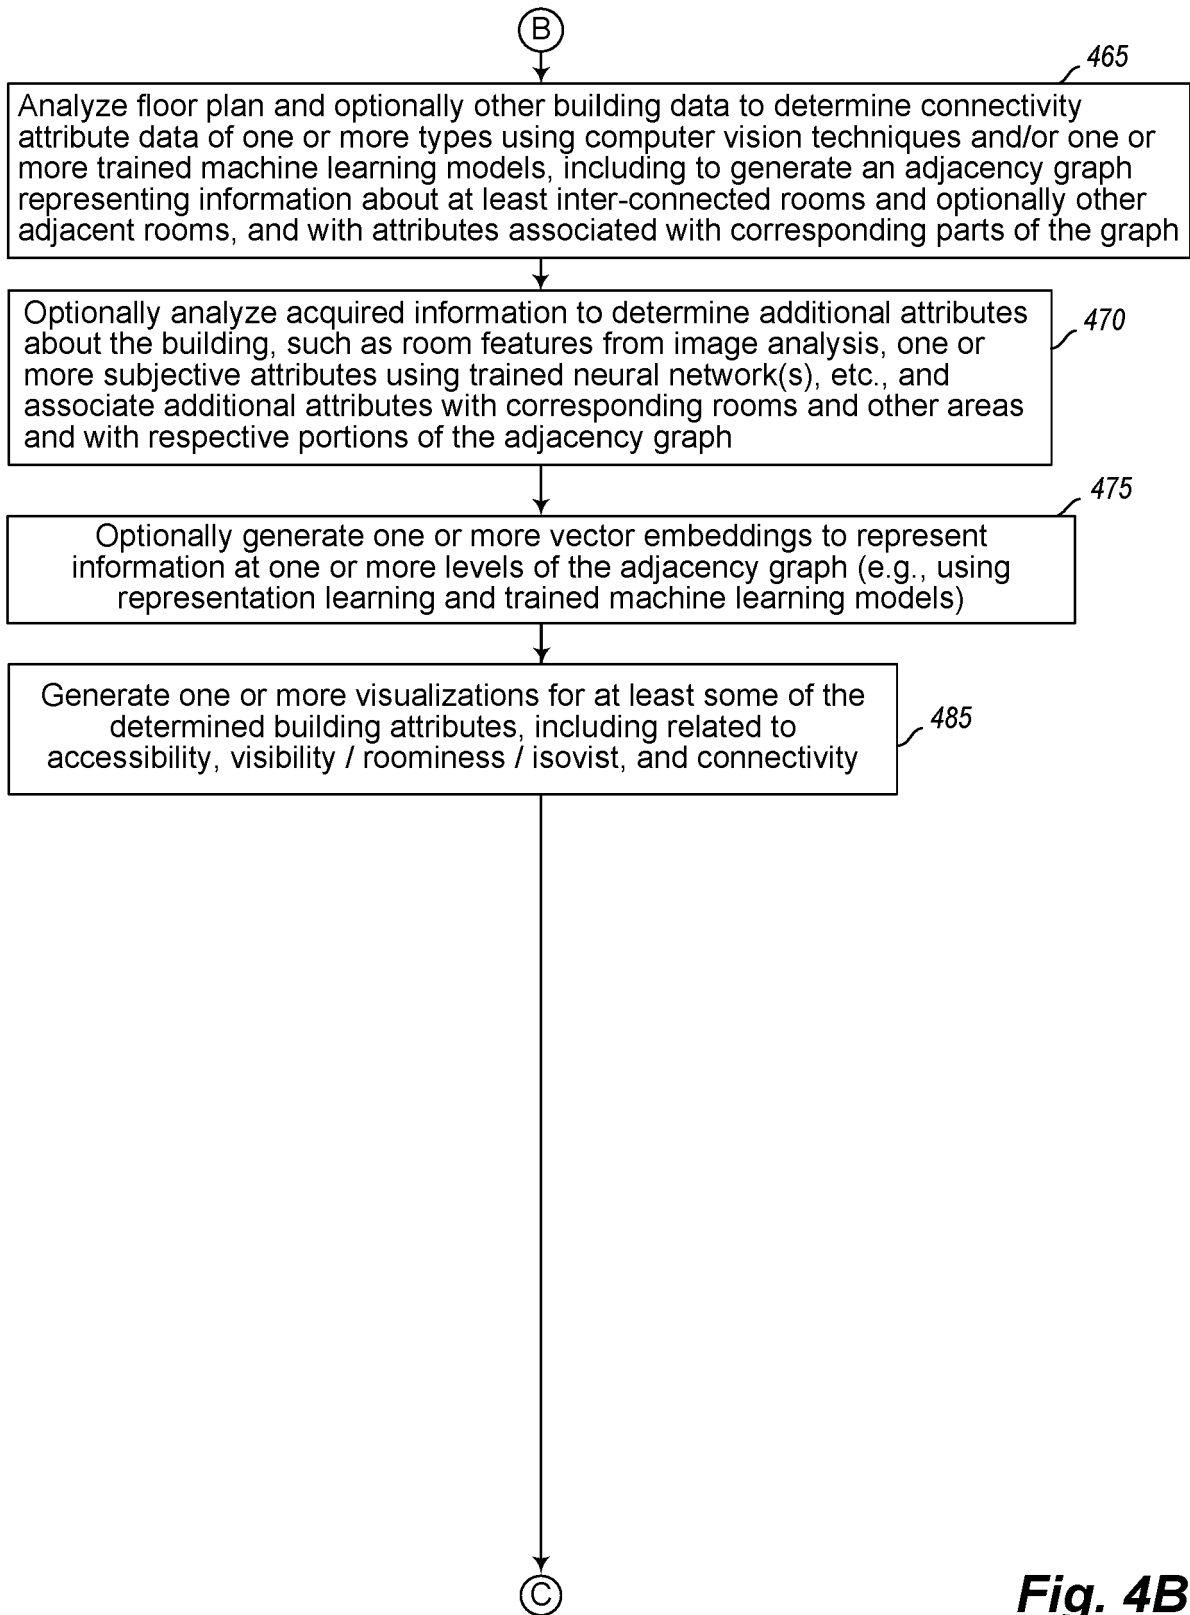 B
465
Analyze floor plan and optionally other building data to determine connectivity
attribute data of one or more types using computer vision techniques and/or one or
more trained machine learning models, including to generate an adjacency graph
representing information about at least inter-connected rooms and optionally other
adjacent rooms, and with attributes associated with corresponding parts of the graph
470
Optionally analyze acquired information to determine additional attributes
about the building, such as room features from image analysis, one or
more subjective attributes using trained neural network(s), etc., and
associate additional attributes with corresponding rooms and other areas
and with respective portions of the adjacency graph
475
Optionally generate one or more vector embeddings to represent
information at one or more levels of the adjacency graph (e.g., using
representation learning and trained machine learning models)
Generate one or more visualizations for at least some of the
determined building attributes, including related to
accessibility, visibility / roominess / isovist, and connectivity
485
C
Fig. 4B